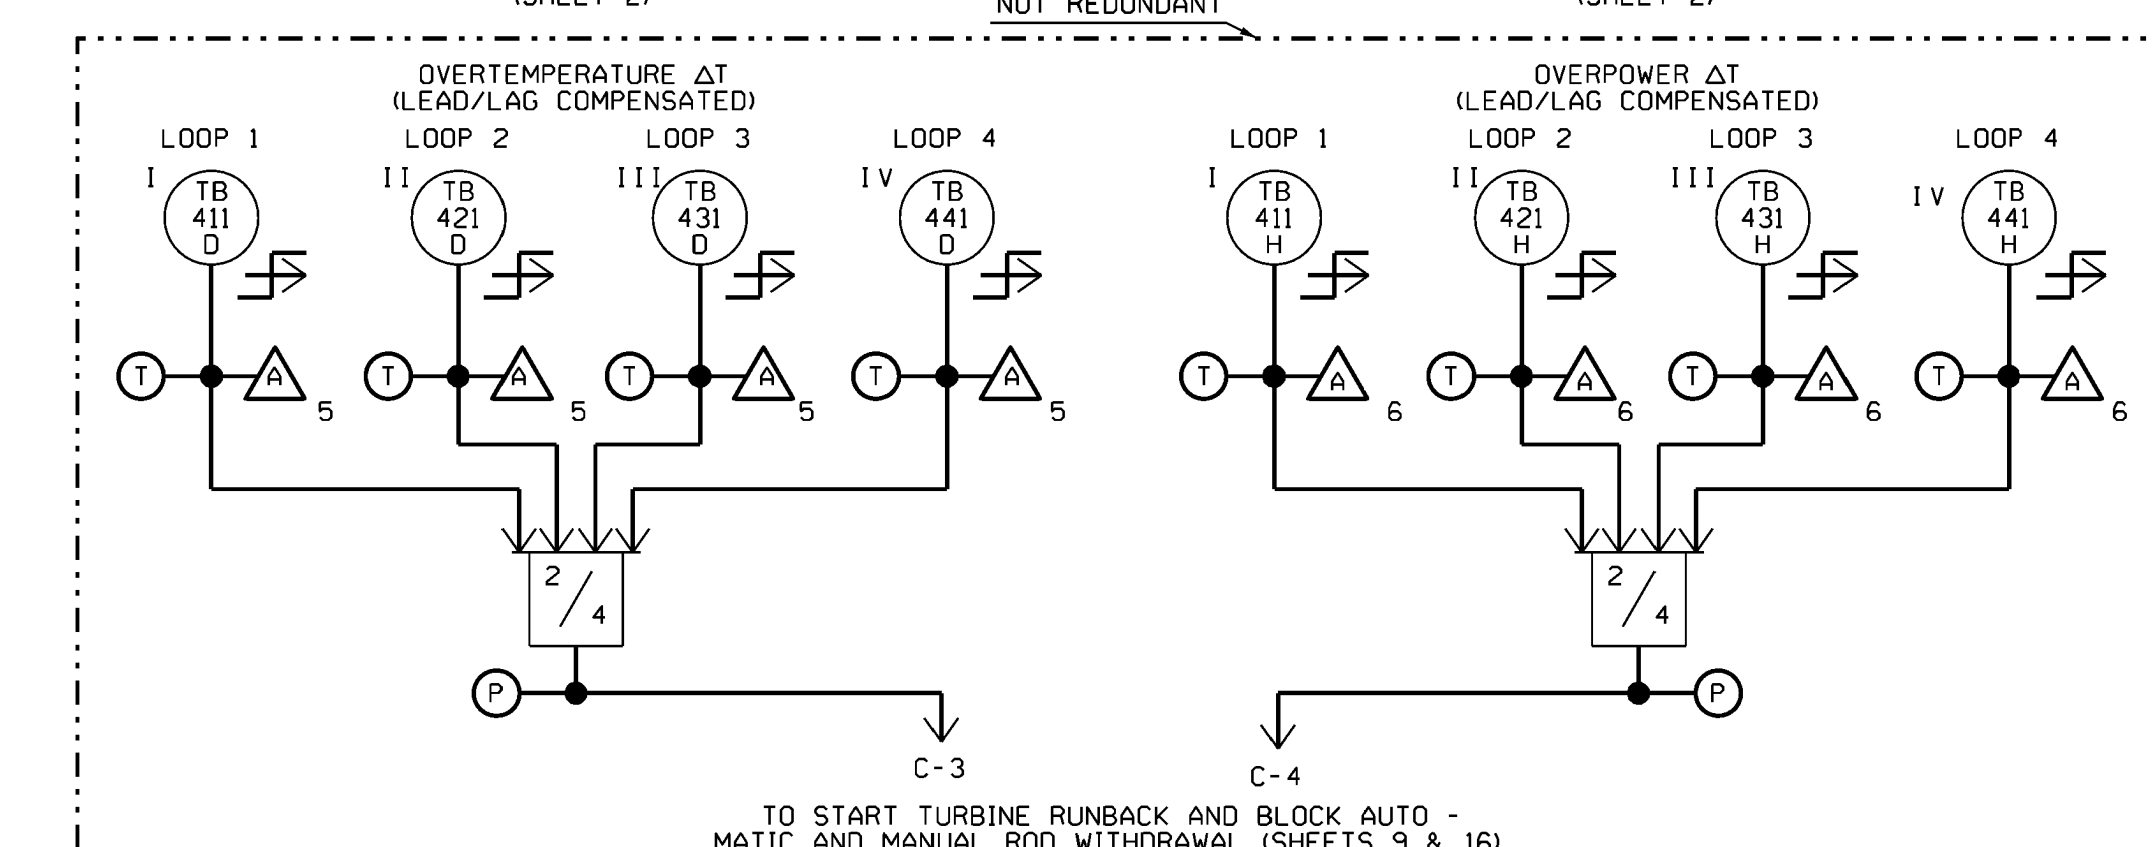 (SHEET 2)
NOT REDUNDANT
(SHEET 2)
OVERTEMPERATURE ΔT
(LEAD/LAG COMPENSATED)
OVERPOWER ΔT
(LEAD/LAG COMPENSATED)
LOOP 1
LOOP 2
LOOP 3
LOOP 4
LOOP 1
LOOP 2
LOOP 3
LOOP 4
I
TB
411
D
II
TB
421
D
III
TB
431
D
IV
TB
441
D
I
TB
411
H
II
TB
421
H
III
TB
431
H
IV
TB
441
H
T
A
5
T
A
5
T
A
5
T
A
5
T
A
6
T
A
6
T
A
6
T
A
6
2/4
2/4
P
P
C-3
C-4
TO START TURBINE RUNBACK AND BLOCK AUTO -
MATIC AND MANUAL ROD WITHDRAWAL (SHEETS 9 & 16)